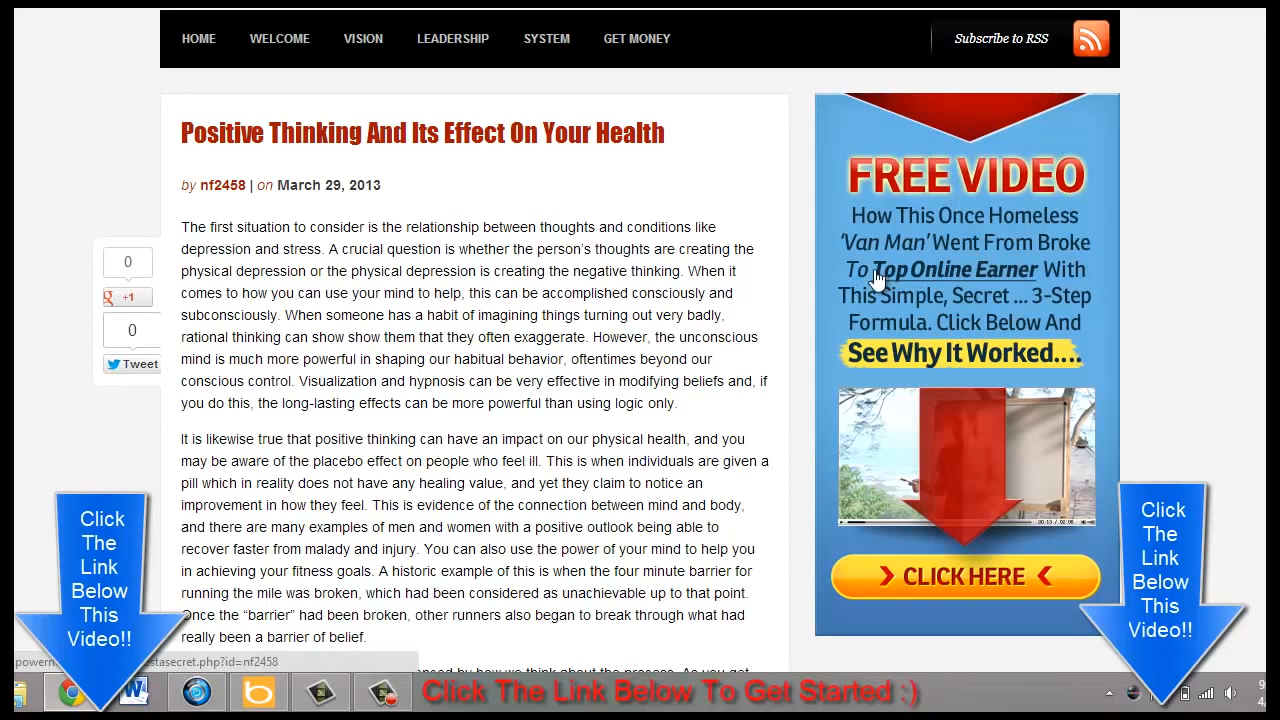 HOME WELCOME VISION LEADERSHIP SYSTEM GET MONEY
Subscribe to RSS
Positive Thinking And Its Effect On Your Health
by nf2458 | on March 29, 2013
The first situation to consider is the relationship between thoughts and conditions like
depression and stress. A crucial question is whether the person's thoughts are creating the
physical depression or the physical depression is creating the negative thinking. When it
comes to how you can use your mind to help, this can be accomplished consciously and
subconsciously. When someone has a habit of imagining things turning out very badly,
rational thinking can show show them that they often exaggerate. However, the unconscious
mind is much more powerful in shaping our habitual behavior, oftentimes beyond our
conscious control. Visualization and hypnosis can be very effective in modifying beliefs and, if
you do this, the long-lasting effects can be more powerful than using logic only.
It is likewise true that positive thinking can have an impact on our physical health, and you
may be aware of the placebo effect on people who feel ill. This is when individuals are given a
pill which in reality does not have any healing value, and yet they claim to notice an
improvement in how they feel. This is evidence of the connection between mind and body,
and there are many examples of men and women with a positive outlook being able to
recover faster from malady and injury. You can also use the power of your mind to help you
in achieving your fitness goals. A historic example of this is when the four minute barrier for
running the mile was broken, which had been considered as unachievable up to that point.
Once the “barrier” had been broken, other runners also began to break through what had
really been a barrier of belief.
by how we think about the process. As you get
0
g +1
0
Tweet
FREE VIDEO
How This Once Homeless
‘Van Man’ Went From Broke
To Top Online Earner With
This Simple, Secret ... 3-Step
Formula. Click Below And
See Why It Worked....
00:13 / 02:06
CLICK HERE
Click
The
Link
Below
This
Video!!
Click
The
Link
Below
This
Video!!
ostasecret.php?id=nf2458
Click The Link Below To Get Started :)